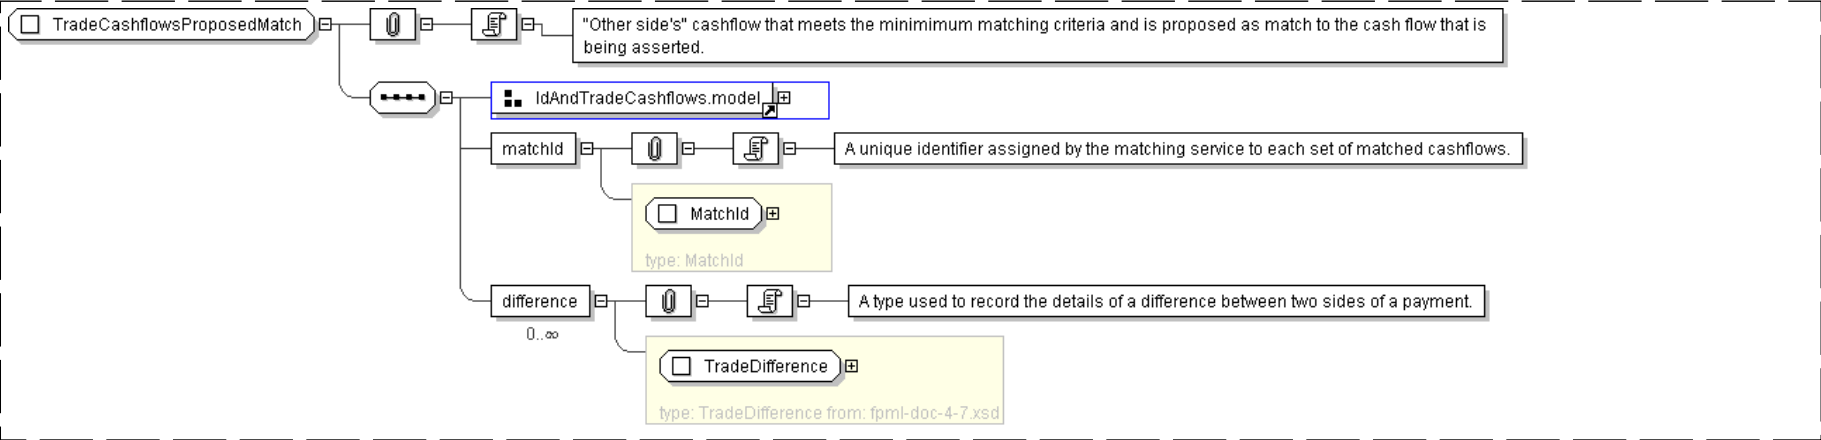 TradeCashflowsProposedMatch
"Other side's" cashflow that meets the minimimum matching criteria and is proposed as match to the cash flow that is
being asserted.
IdAndTradeCashflows.model
matchId
A unique identifier assigned by the matching service to each set of matched cashflows.
MatchId
type: MatchId
difference
A type used to record the details of a difference between two sides of a payment.
0..∞
TradeDifference
type: TradeDifference from: fpml-doc-4-7.xsd